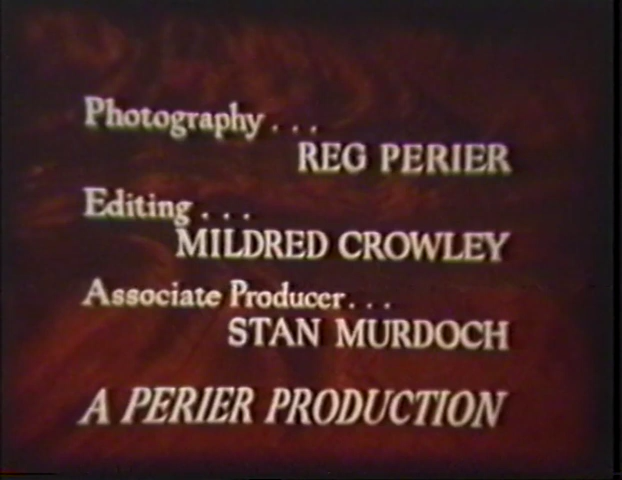 Photography . . .
REG PERIER
Editing . . .
MILDRED CROWLEY
Associate Producer . . .
STAN MURDOCH
A PERIER PRODUCTION